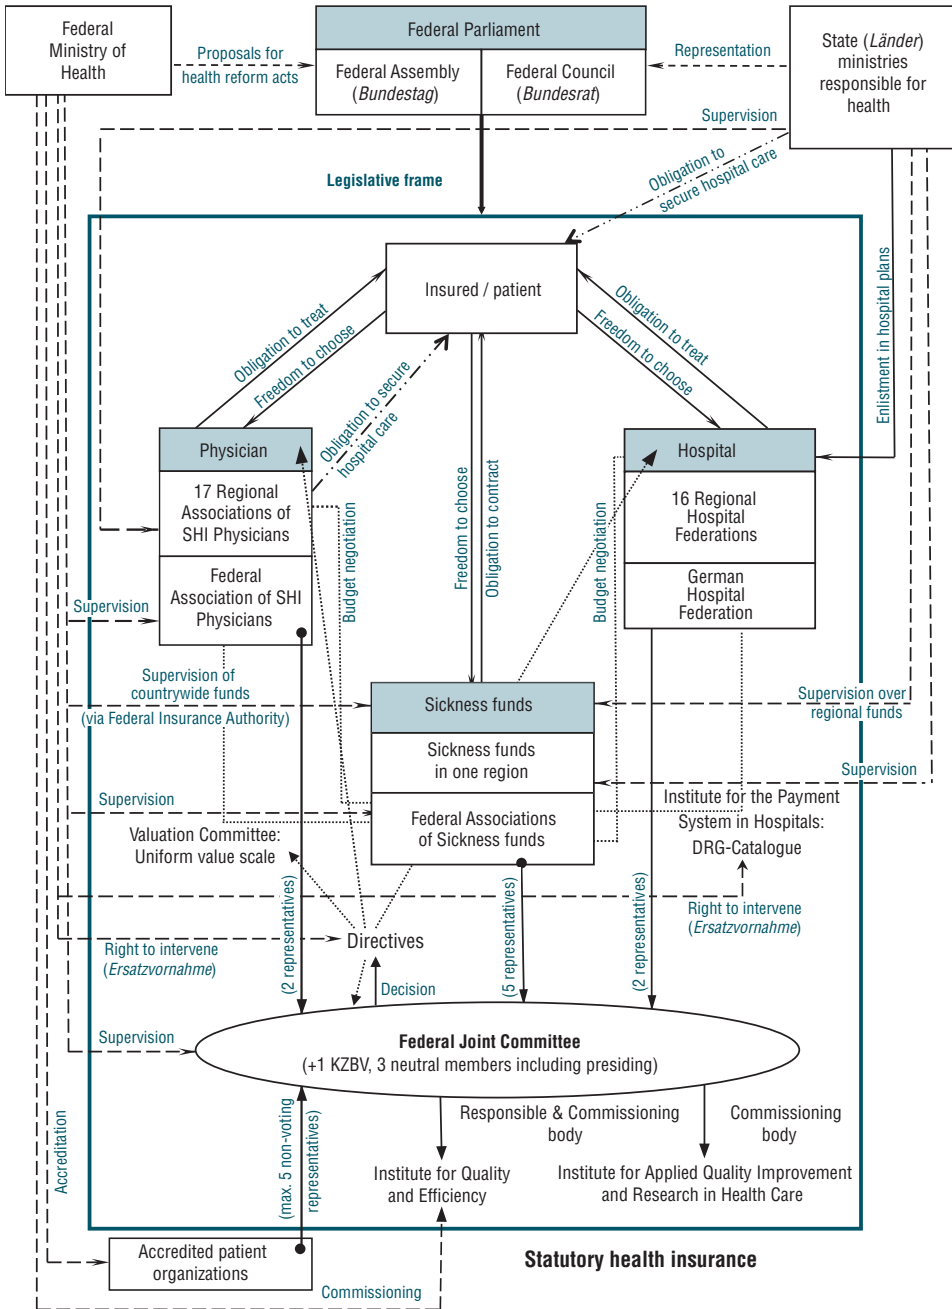 Federal
Ministry of
Health
Proposals for
health reform acts
Federal Parliament
Federal Assembly
(Bundestag)
Federal Council
(Bundesrat)
Representation
State (Länder)
ministries
responsible for
health
Supervision
Legislative frame
Obligation to
secure hospital care
Insured / patient
Obligation to treat
Freedom to choose
Obligation to secure
hospital care
Obligation to treat
Freedom to choose
Enlistment in hospital plans
Physician
17 Regional
Associations of
SHI Physicians
Federal
Association of SHI
Physicians
Budget negotiation
Freedom to choose
Obligation to contract
Budget negotiation
Hospital
16 Regional
Hospital
Federations
German
Hospital
Federation
Supervision
Supervision of
countrywide funds
(via Federal Insurance Authority)
Sickness funds
Sickness funds
in one region
Federal Associations
of Sickness funds
Supervision over
regional funds
Supervision
Supervision
Valuation Committee:
Uniform value scale
Institute for the Payment
System in Hospitals:
DRG-Catalogue
Right to intervene
(Ersatzvornahme)
Right to intervene
(Ersatzvornahme)
Directives
Decision
(2 representatives)
(5 representatives)
(2 representatives)
Supervision
Federal Joint Committee
(+1 KZBV, 3 neutral members including presiding)
Accreditation
(max. 5 non-voting
representatives)
Responsible & Commissioning
body
Commissioning
body
Institute for Quality
and Efficiency
Institute for Applied Quality Improvement
and Research in Health Care
Accredited patient
organizations
Statutory health insurance
Commissioning